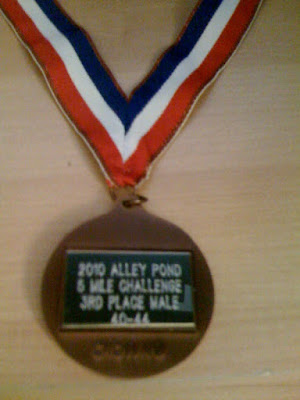 2010 ALLEY POND
5 MILE CHALLENGE
3RD PLACE MALE
40-44